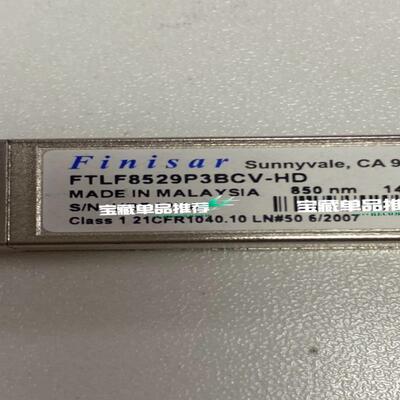 Finisar Sunnyvale, CA 9
FTLF8529P3BCV-HD
MADE IN MALAYSIA 850 nm 14
S/N
宝藏单品推荐 宝藏单品推荐
Class 1 21CFR1040.10 LN#50 6/2007